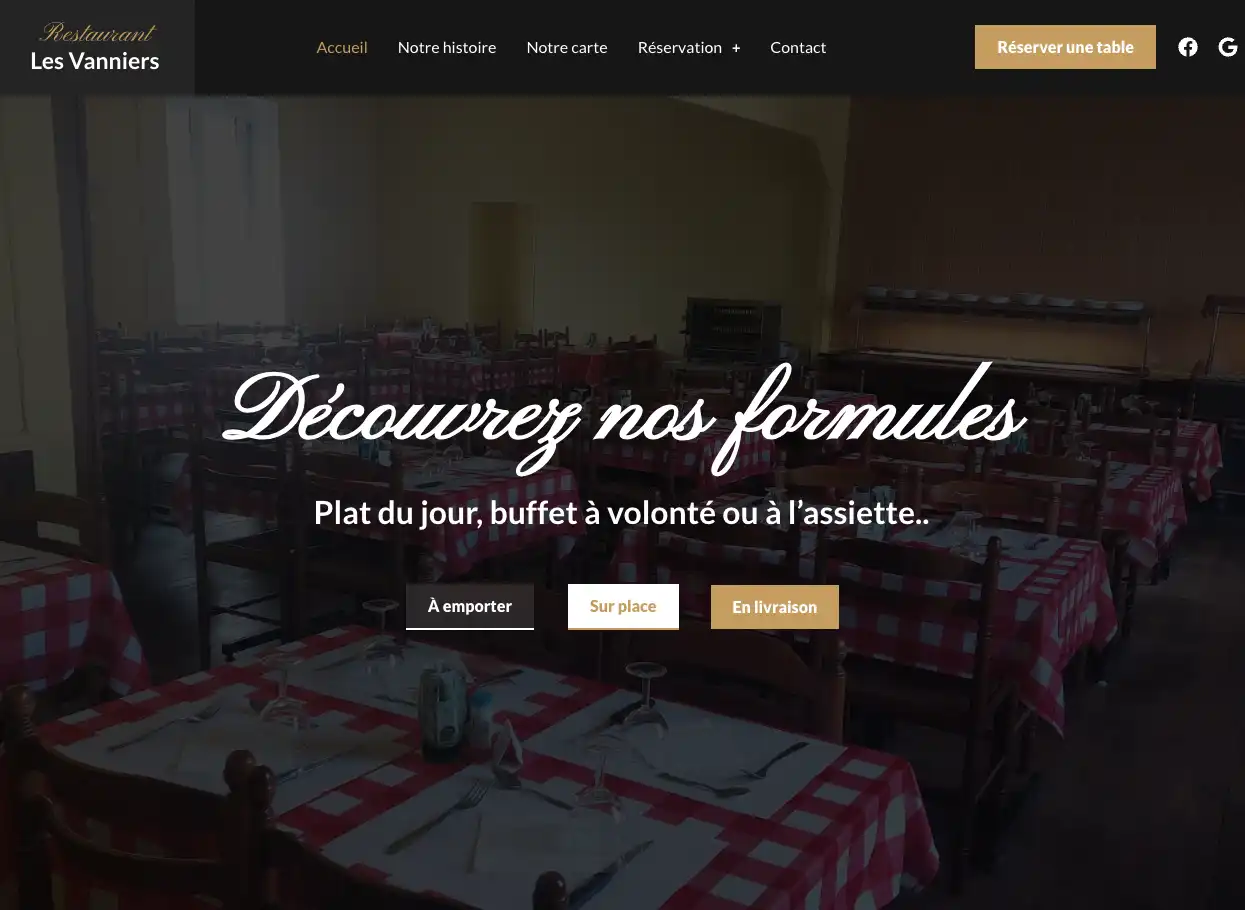 Restaurant
Les Vanniers
Accueil
Notre histoire
Notre carte
Réservation +
Contact
Réserver une table
Découvrez nos formules
Plat du jour, buffet à volonté ou à l’assiette..
À emporter
Sur place
En livraison